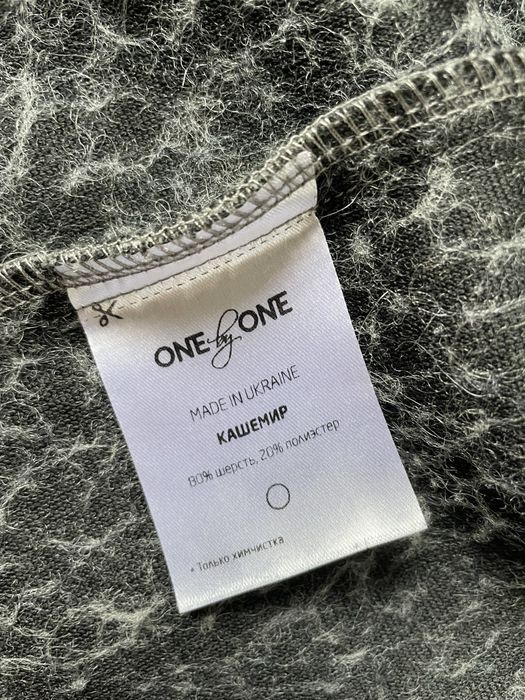 ONE by ONE
MADE IN UKRAINE
КАШЕМИР
80% шерсть, 20% полиэстер
* Только химчистка